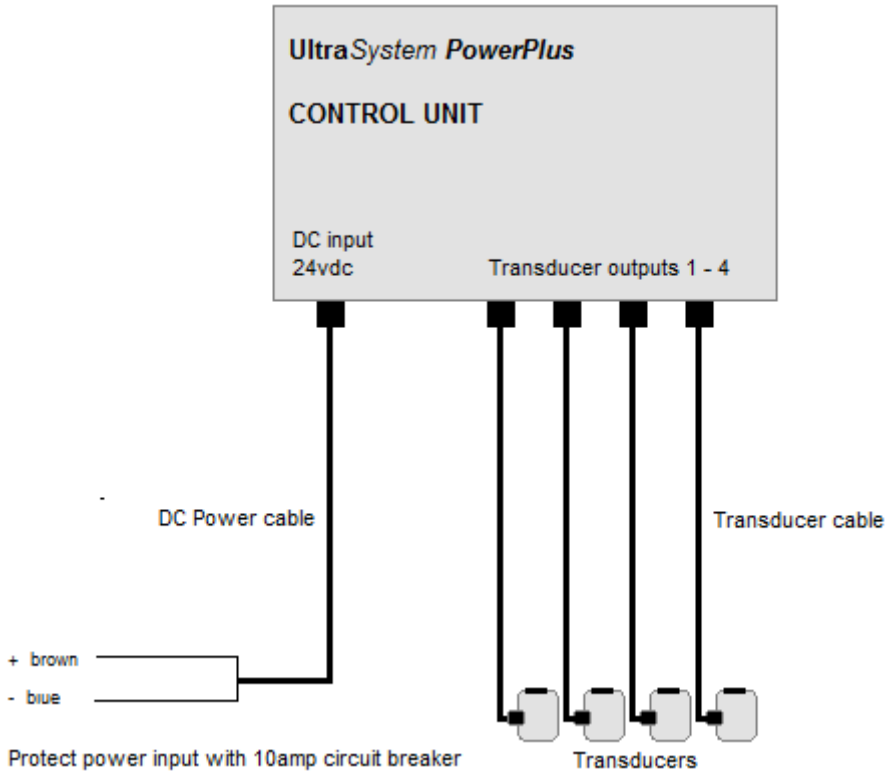 UltraSystem PowerPlus
CONTROL UNIT
DC input
24vdc
Transducer outputs 1 - 4
DC Power cable
Transducer cable
+ brown
- blue
Protect power input with 10amp circuit breaker
Transducers